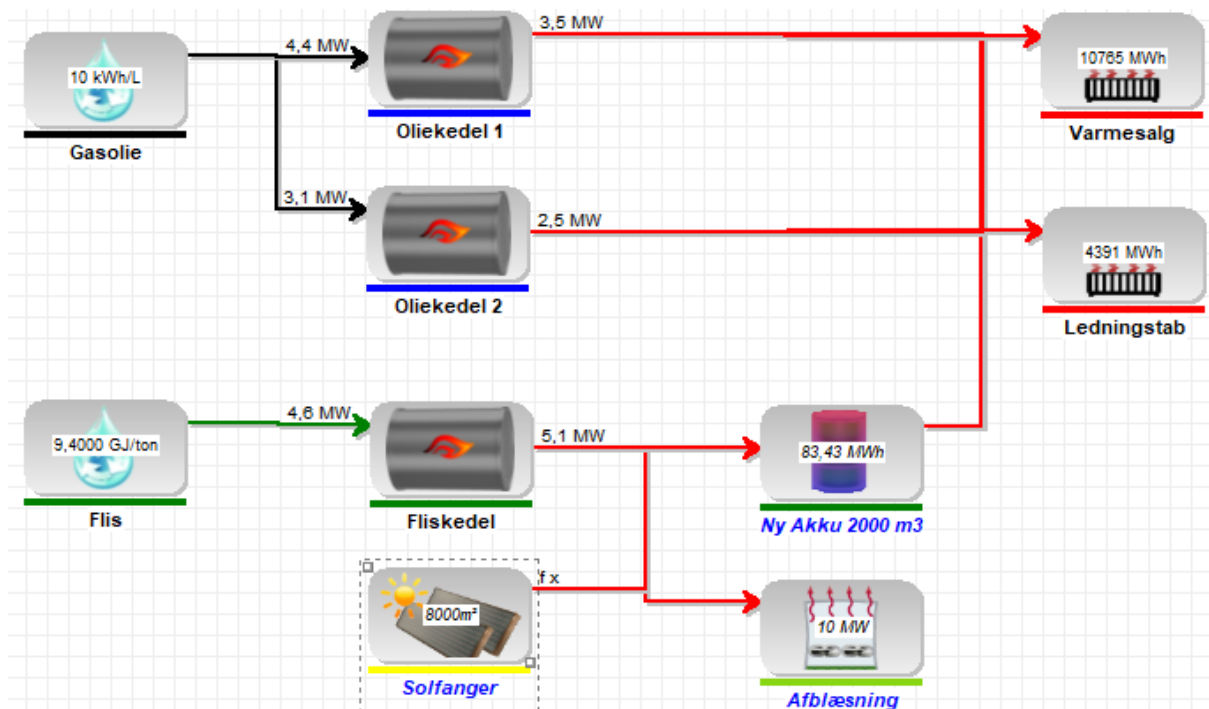 4,4 MW
3,5 MW
10 kWh/L
10765 MWh
Gasolie
Oliekedel 1
Varmesalg
3,1 MW
2,5 MW
4391 MWh
Oliekedel 2
Ledningstab
9,4000 GJ/ton
4,6 MW
5,1 MW
83,43 MWh
Flis
Fliskedel
Ny Akku 2000 m3
f x
8000m²
10 MW
Solfanger
Afblæsning